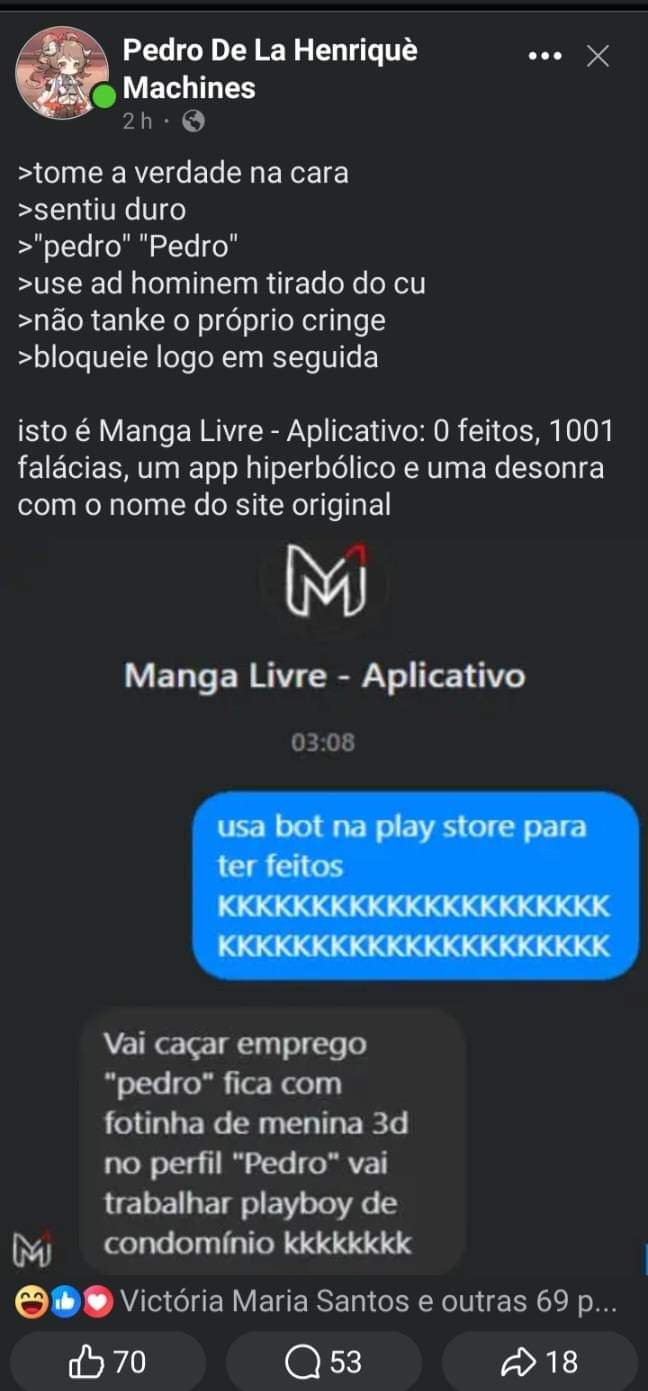 Pedro De La Henriquè
Machines
2 h ·
>tome a verdade na cara
>sentiu duro
>"pedro" "Pedro"
>use ad hominem tirado do cu
>não tanke o próprio cringe
>bloqueie logo em seguida
isto é Manga Livre - Aplicativo: 0 feitos, 1001
falácias, um app hiperbólico e uma desonra
com o nome do site original
Manga Livre - Aplicativo
03:08
usa bot na play store para
ter feitos
KKKKKKKKKKKKKKKKKKKKK
KKKKKKKKKKKKKKKKKKKKK
Vai caçar emprego
"pedro" fica com
fotinha de menina 3d
no perfil "Pedro" vai
trabalhar playboy de
condomínio kkkkkkkk
Victória Maria Santos e outras 69 p...
70 53 18